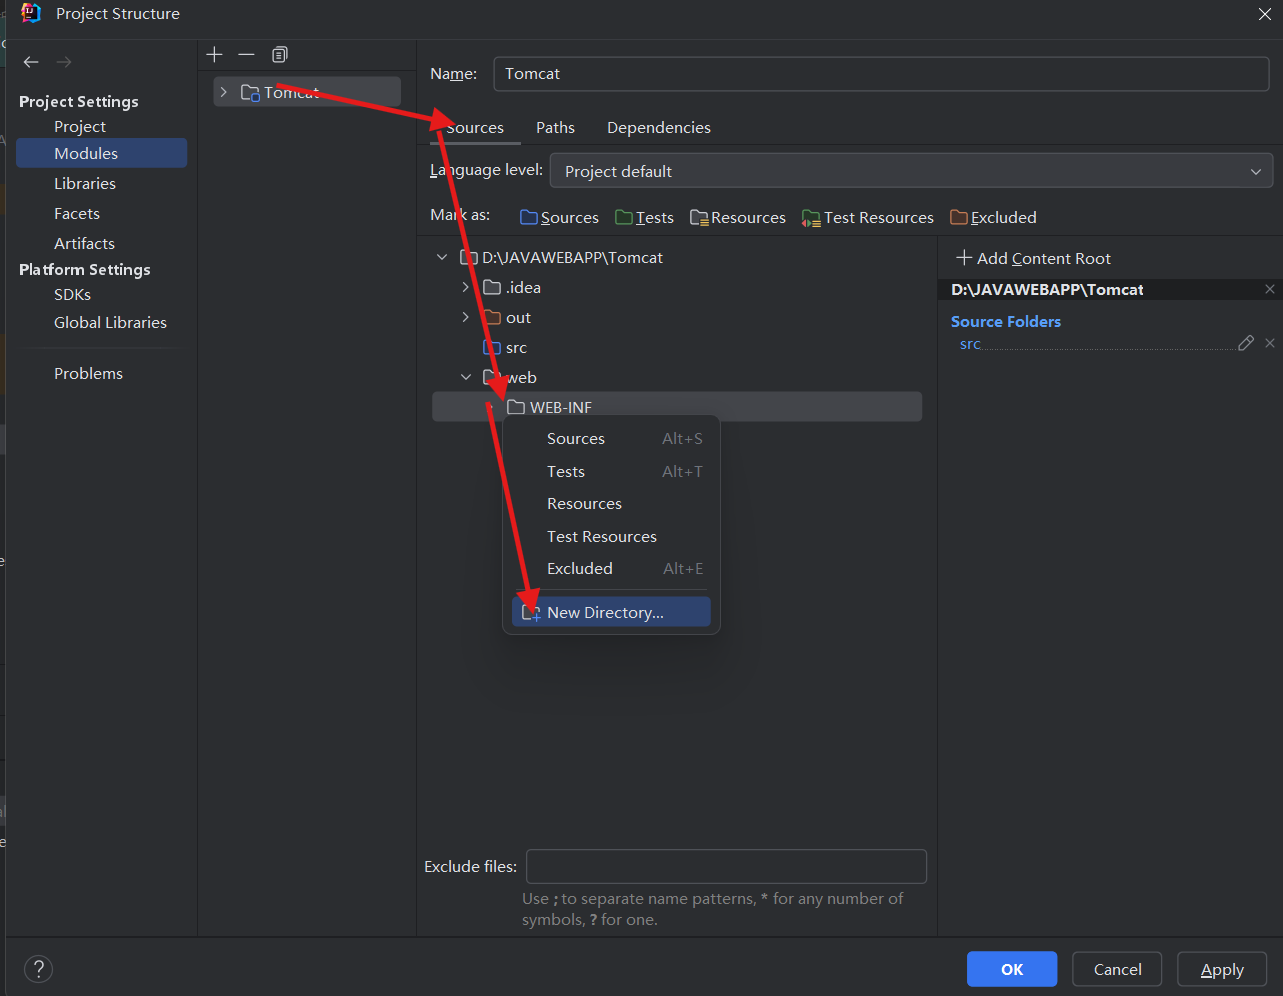 Project Structure
Project Settings
Project
Modules
Libraries
Facets
Artifacts
Platform Settings
SDKs
Global Libraries
Problems
Tomcat
Name: Tomcat
Sources Paths Dependencies
Language level: Project default
Mark as: Sources Tests Resources Test Resources Excluded
D:\JAVAWEBAPP\Tomcat
.idea
out
src
web
WEB-INF
Sources Alt+S
Tests Alt+T
Resources
Test Resources
Excluded Alt+E
New Directory...
Add Content Root
D:\JAVAWEBAPP\Tomcat
Source Folders
src
Exclude files:
Use ; to separate name patterns, * for any number of
symbols, ? for one.
?
OK Cancel Apply